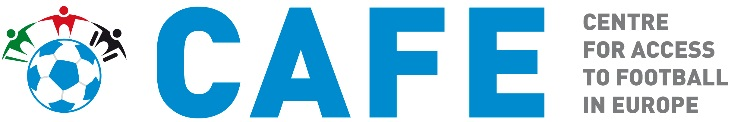 CAFE
CENTRE
FOR ACCESS
TO FOOTBALL
IN EUROPE